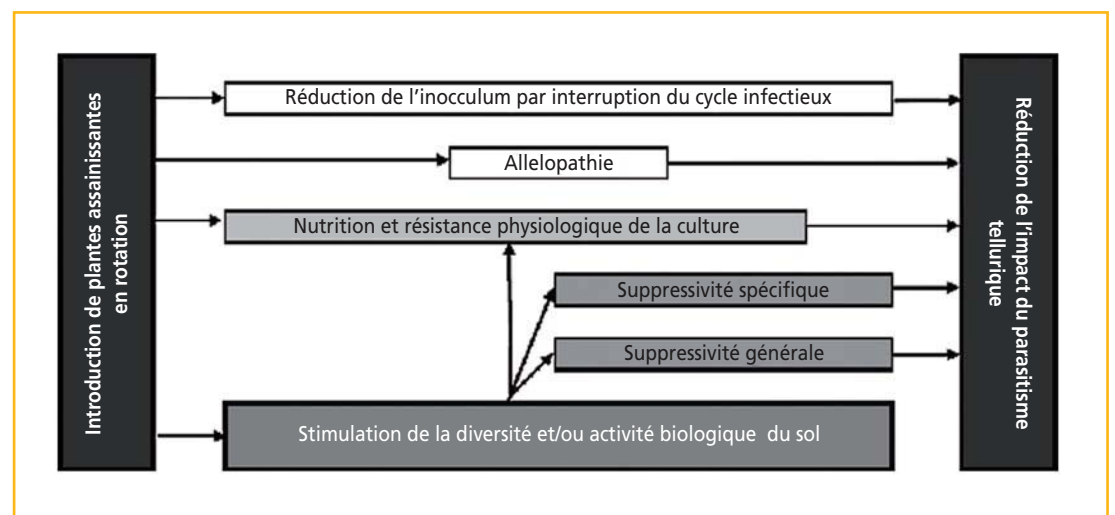 Introduction de plantes assainissantes
en rotation
Réduction de l'inocculum par interruption du cycle infectieux
Allelopathie
Nutrition et résistance physiologique de la culture
Suppressivité spécifique
Suppressivité générale
Stimulation de la diversité et/ou activité biologique du sol
Réduction de l'impact du parasitisme
tellurique